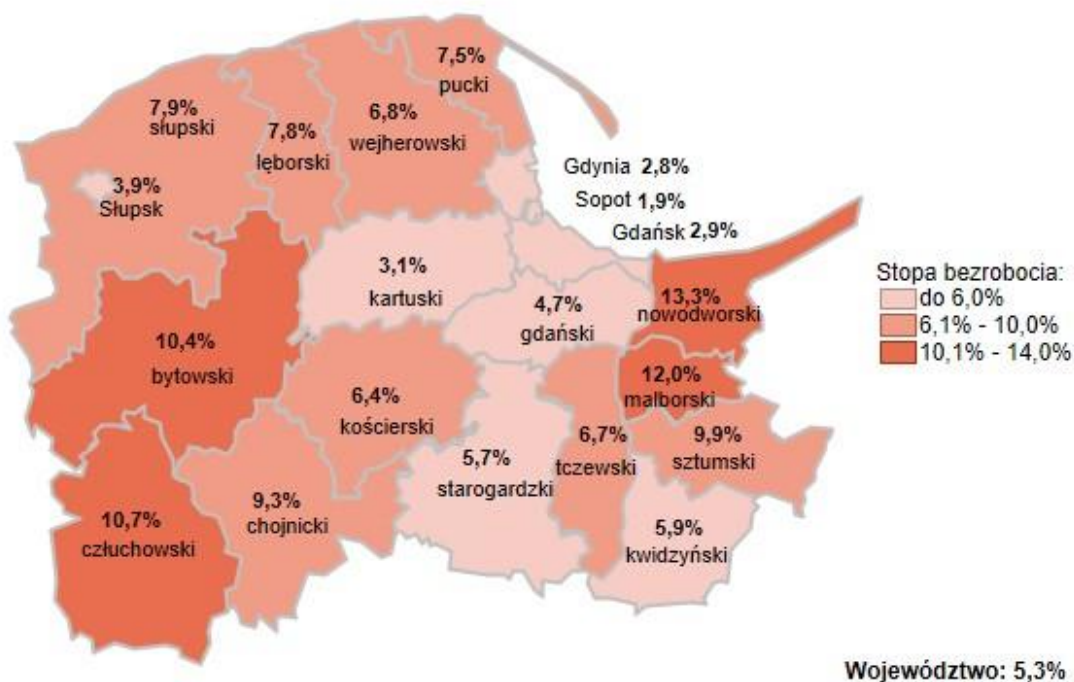 7,5%
pucki
7,9%
słupski
6,8%
wejherowski
7,8%
lęborski
Gdynia 2,8%
3,9%
Słupsk
Sopot 1,9%
Gdańsk 2,9%
3,1%
kartuski
4,7%
gdański
13,3%
nowodworski
Stopa bezrobocia:
do 6,0%
6,1% - 10,0%
10,1% - 14,0%
10,4%
bytowski
12,0%
malborski
6,4%
kościerski
6,7%
tczewski
9,9%
sztumski
5,7%
starogardzki
9,3%
chojnicki
10,7%
człuchowski
5,9%
kwidzyński
Województwo: 5,3%